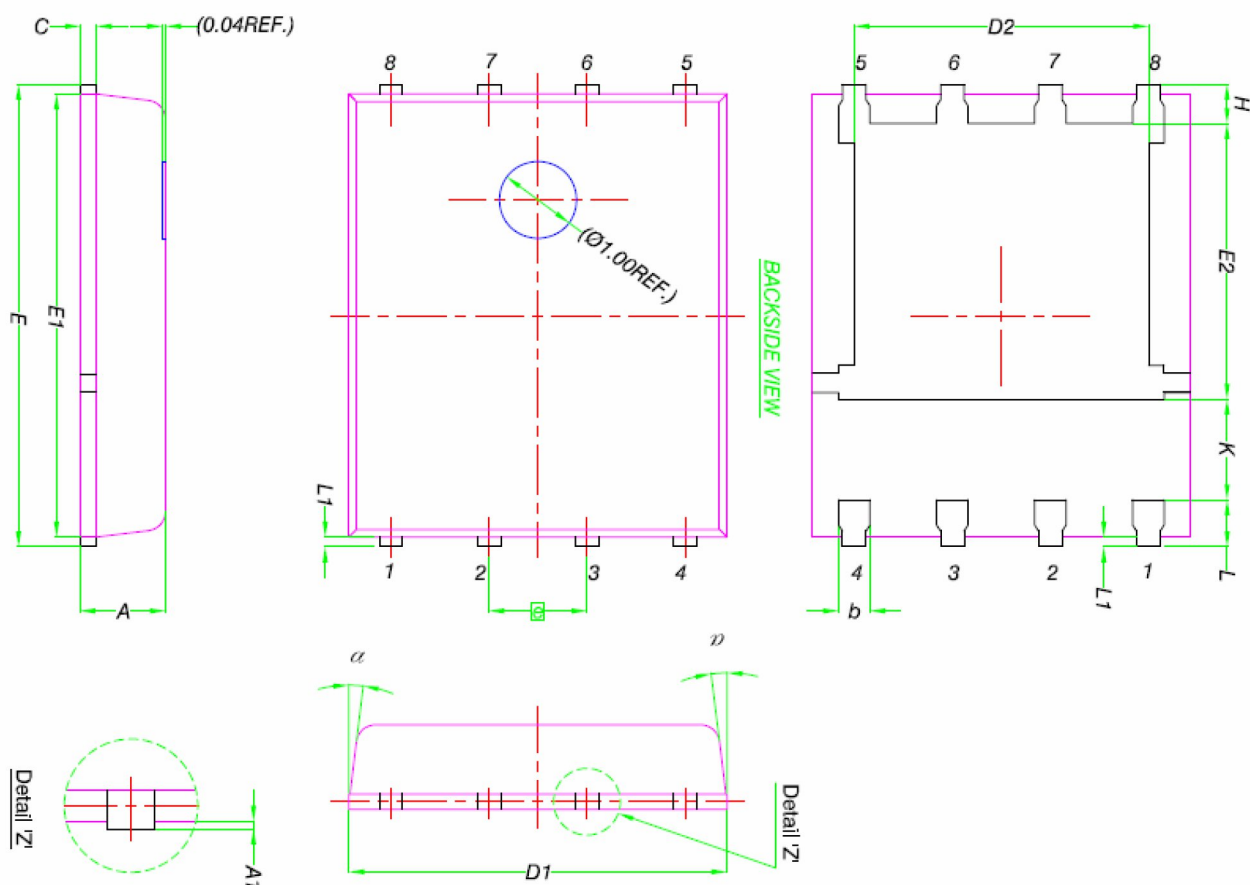 C
(0.04REF.)
E
E1
A
8 7 6 5
(Ø1.00REF.)
L1
1 2 3 4
e
BACKSIDE VIEW
D2
5 6 7 8
H
E2
K
L
L1
4 3 2 1
b
α α
D1
Detail 'Z'
Detail 'Z'
A1